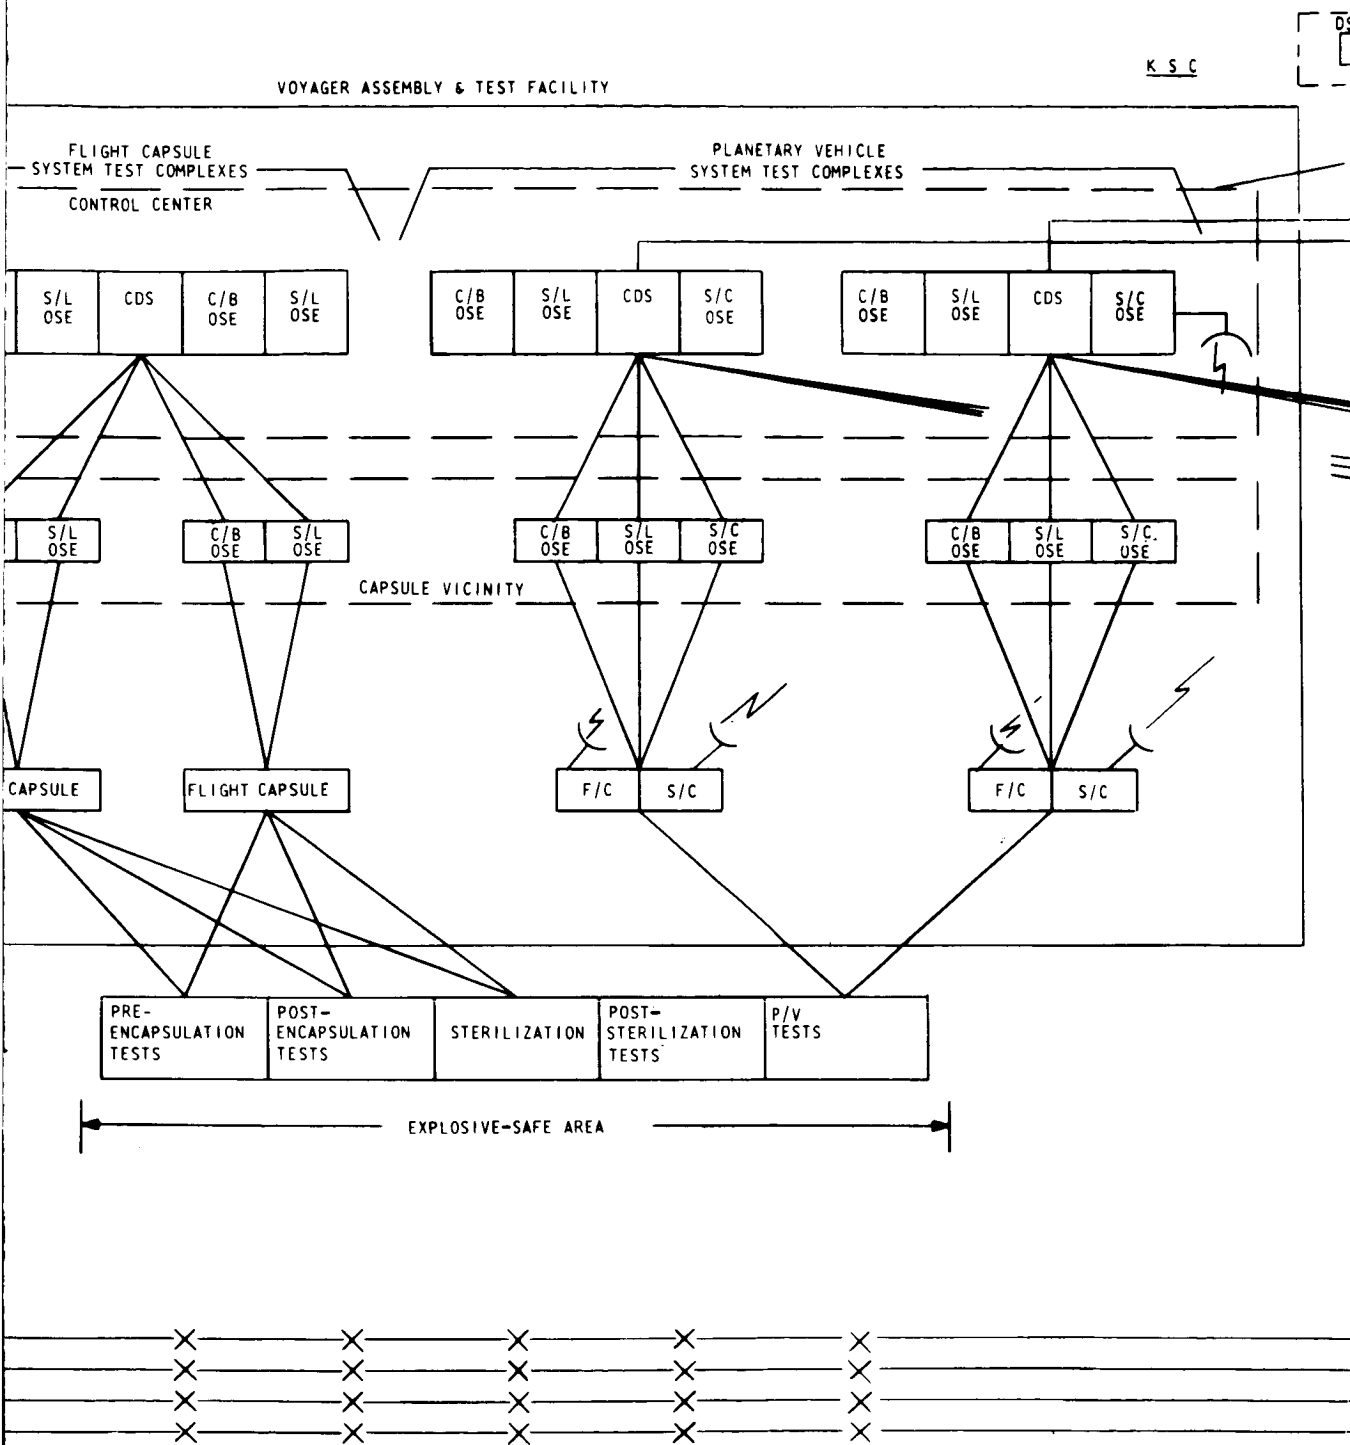 DS
K S C
VOYAGER ASSEMBLY & TEST FACILITY
FLIGHT CAPSULE
SYSTEM TEST COMPLEXES
PLANETARY VEHICLE
SYSTEM TEST COMPLEXES
CONTROL CENTER
S/L
OSE
CDS
C/B
OSE
S/L
OSE
C/B
OSE
S/L
OSE
CDS
S/C
OSE
C/B
OSE
S/L
OSE
CDS
S/C
OSE
S/L
OSE
C/B
OSE
S/L
OSE
C/B
OSE
S/L
OSE
S/C
OSE
C/B
OSE
S/L
OSE
S/C
OSE
CAPSULE VICINITY
CAPSULE
FLIGHT CAPSULE
F/C
S/C
F/C
S/C
PRE-
ENCAPSULATION
TESTS
POST-
ENCAPSULATION
TESTS
STERILIZATION
POST-
STERILIZATION
TESTS
P/V
TESTS
EXPLOSIVE-SAFE AREA